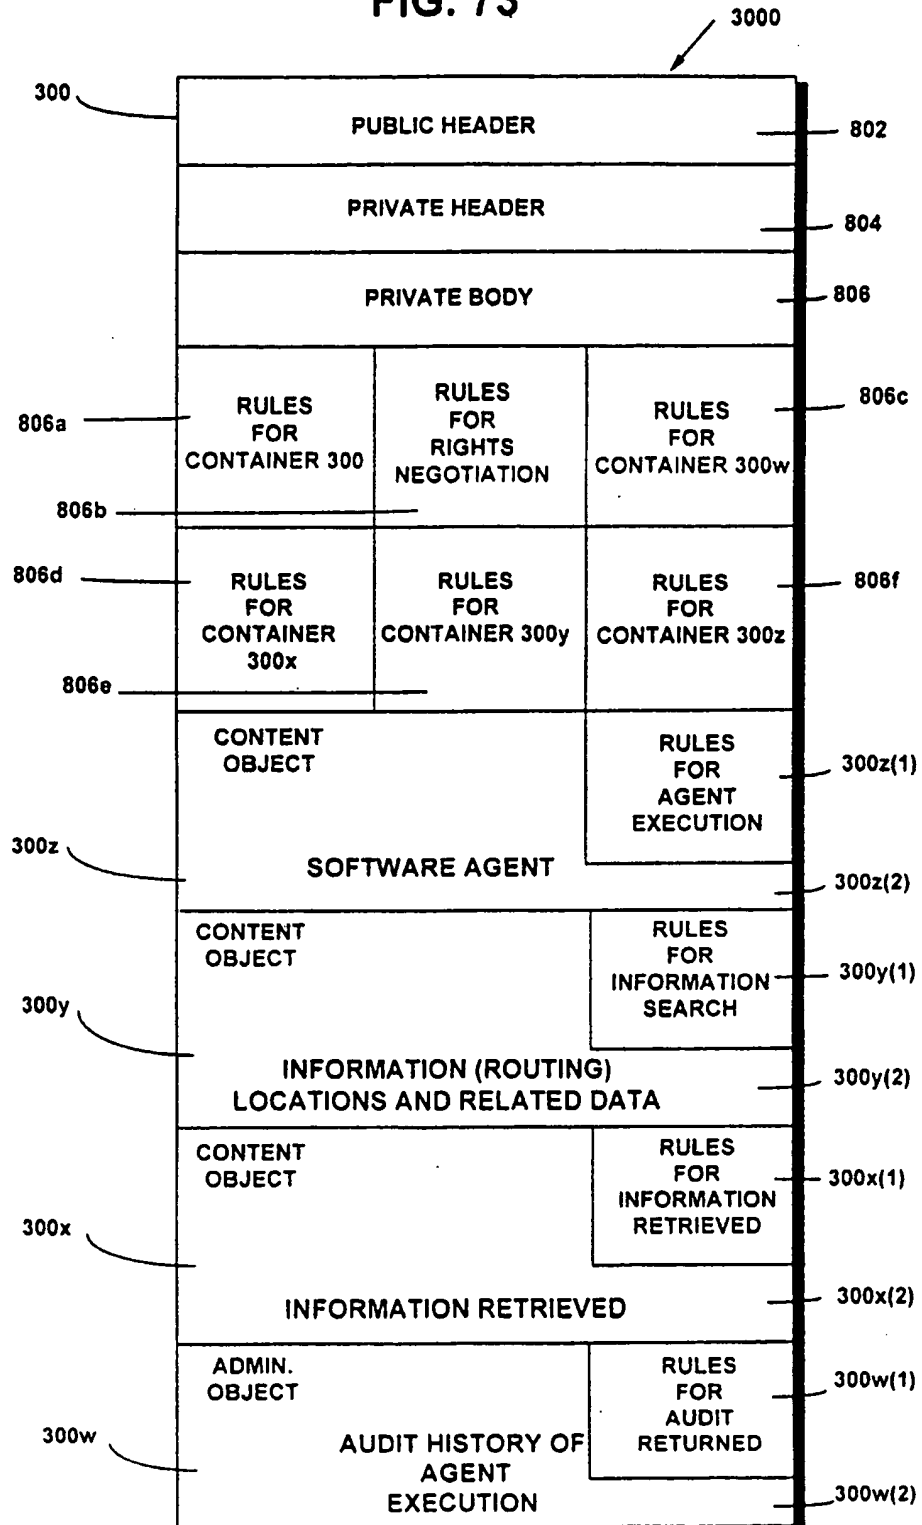 FIG. 73
3000
300
PUBLIC HEADER
802
PRIVATE HEADER
804
PRIVATE BODY
806
806a
RULES
FOR
CONTAINER 300
806b
RULES
FOR
RIGHTS
NEGOTIATION
RULES
FOR
CONTAINER 300w
806c
806d
RULES
FOR
CONTAINER
300x
806e
RULES
FOR
CONTAINER 300y
RULES
FOR
CONTAINER 300z
806f
CONTENT
OBJECT
RULES
FOR
AGENT
EXECUTION
300z(1)
300z
SOFTWARE AGENT
300z(2)
CONTENT
OBJECT
RULES
FOR
INFORMATION
SEARCH
300y(1)
300y
INFORMATION (ROUTING)
LOCATIONS AND RELATED DATA
300y(2)
CONTENT
OBJECT
RULES
FOR
INFORMATION
RETRIEVED
300x(1)
300x
INFORMATION RETRIEVED
300x(2)
ADMIN.
OBJECT
RULES
FOR
AUDIT
RETURNED
300w(1)
300w
AUDIT HISTORY OF
AGENT
EXECUTION
300w(2)